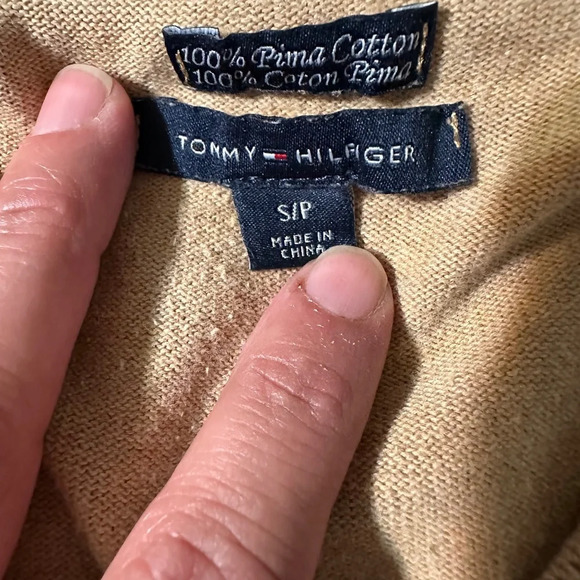 100% Pima Cotton
100% Coton Pima
TOMMY HILFIGER
S/P
MADE IN
CHINA